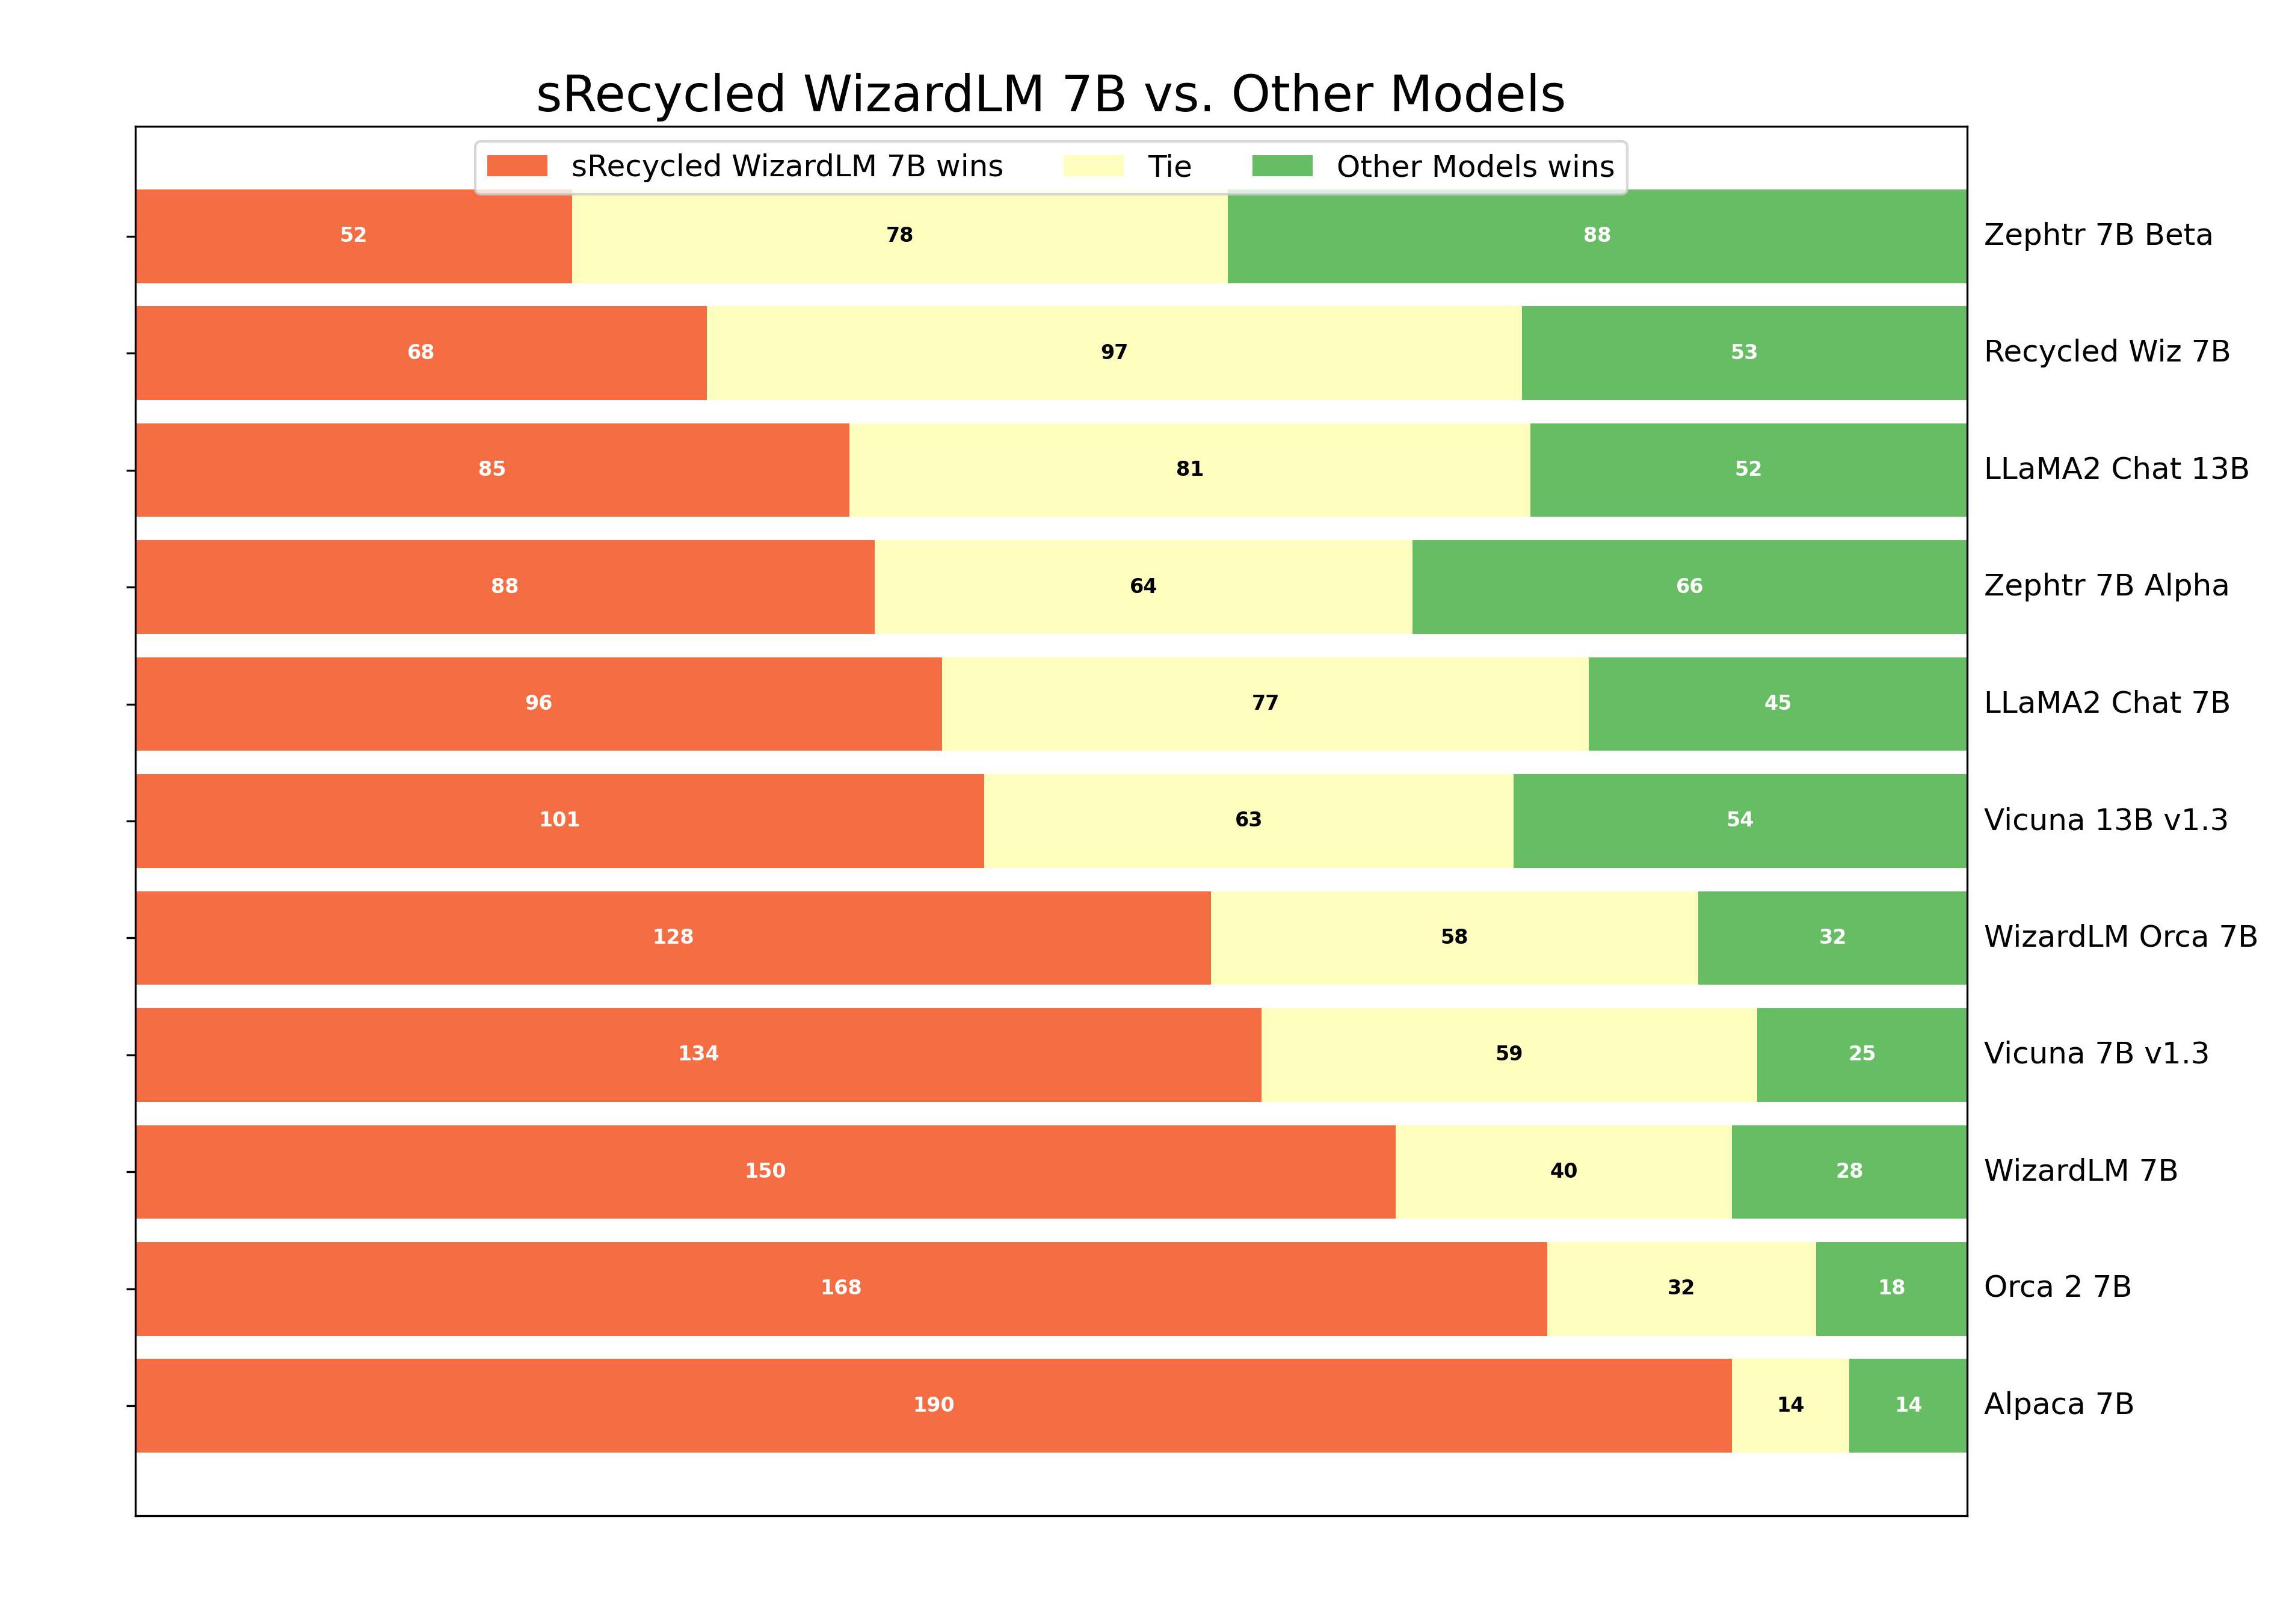 sRecycled WizardLM 7B vs. Other Models
sRecycled WizardLM 7B wins Tie Other Models wins
52 78 88 Zephtr 7B Beta
68 97 53 Recycled Wiz 7B
85 81 52 LLaMA2 Chat 13B
88 64 66 Zephtr 7B Alpha
96 77 45 LLaMA2 Chat 7B
101 63 54 Vicuna 13B v1.3
128 58 32 WizardLM Orca 7B
134 59 25 Vicuna 7B v1.3
150 40 28 WizardLM 7B
168 32 18 Orca 2 7B
190 14 14 Alpaca 7B